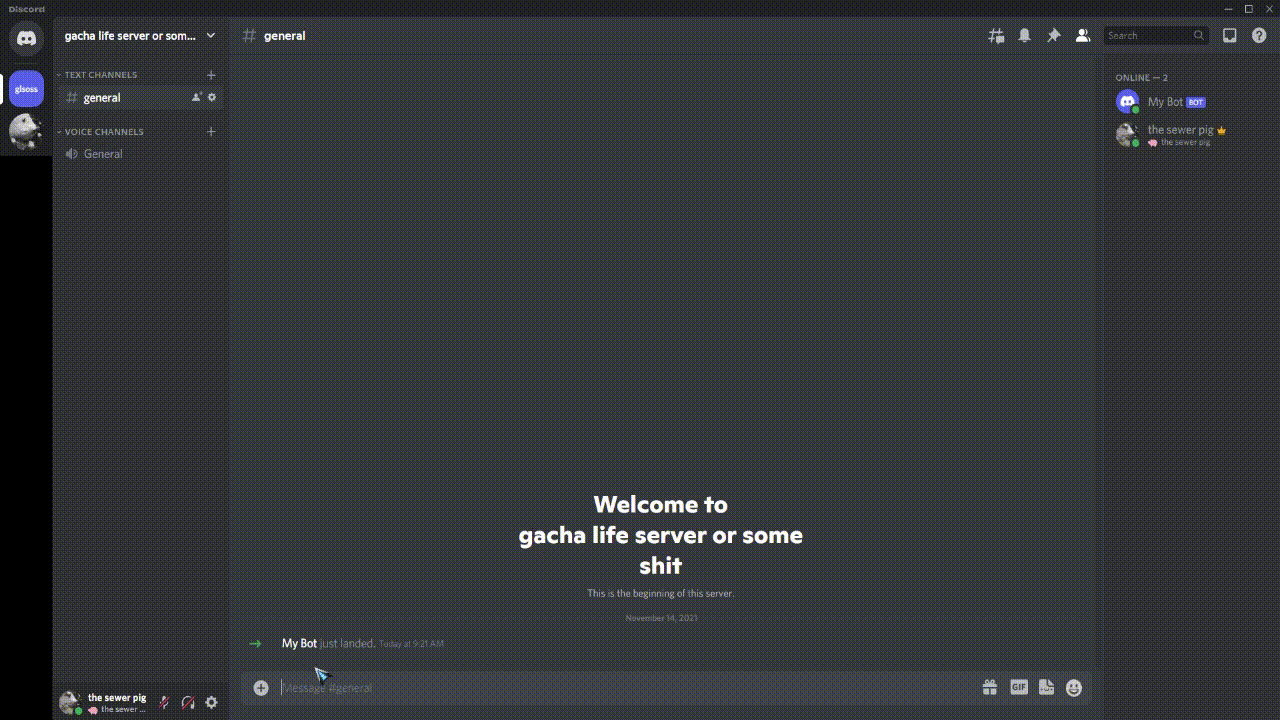 Discord
gacha life server or som...
general
Search
glsoss
TEXT CHANNELS
general
VOICE CHANNELS
General
ONLINE — 2
My Bot BOT
the sewer pig
the sewer pig
Welcome to
gacha life server or some
shit
This is the beginning of this server.
November 14, 2021
My Bot just landed. Today at 9:21 AM
Message #general
GIF
the sewer pig
the sewer ...